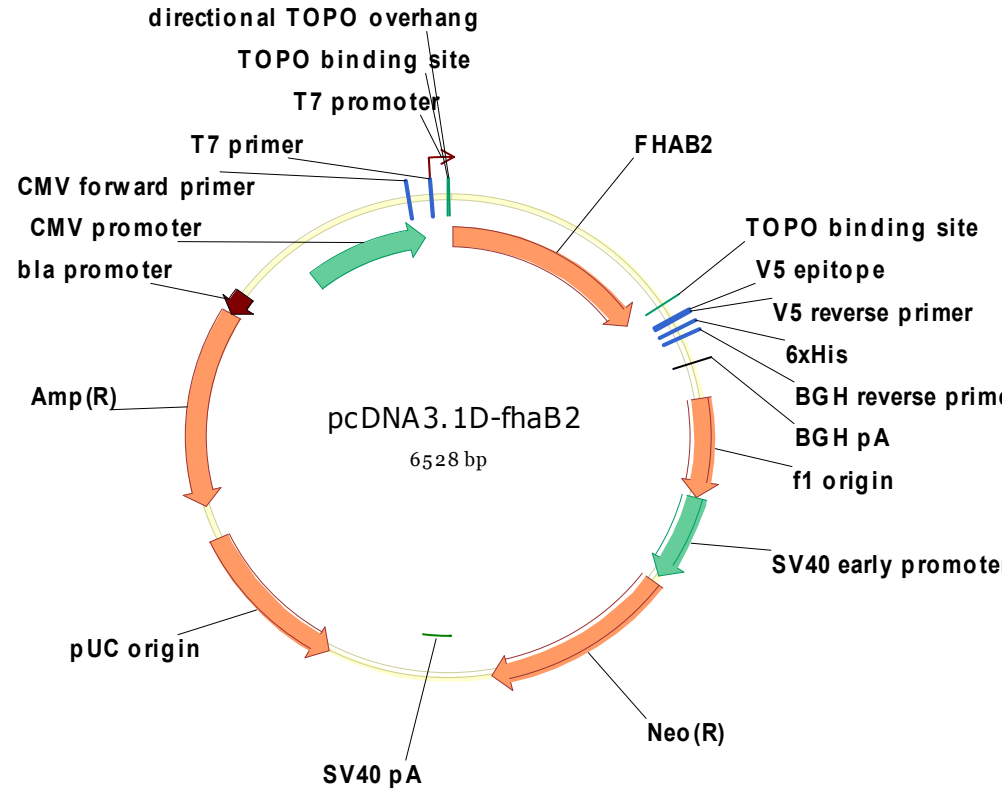 directional TOPO overhang
TOPO binding site
T7 promoter
T7 primer
FHAB2
CMV forward primer
CMV promoter
TOPO binding site
bla promoter
V5 epitope
V5 reverse primer
6xHis
Amp(R)
BGH reverse prime
pcDNA3.1D-fhaB2
BGH pA
6528 bp
f1 origin
SV40 early promoter
pUC origin
Neo(R)
SV40 pA